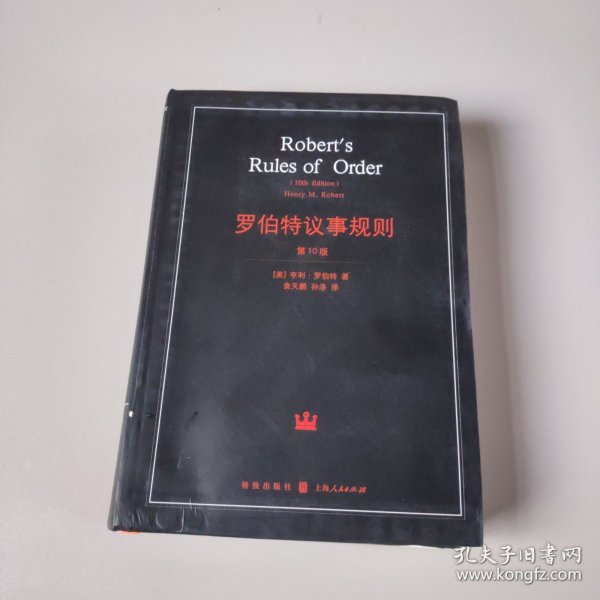 Robert's
Rules of Order
(10th Edition)
Henry M. Robert
罗伯特议事规则
第10版
[美] 亨利·罗伯特 著
袁天鹏 孙涤 译
格致出版社 上海人民出版社
孔夫子旧书网
www.kongfz.com